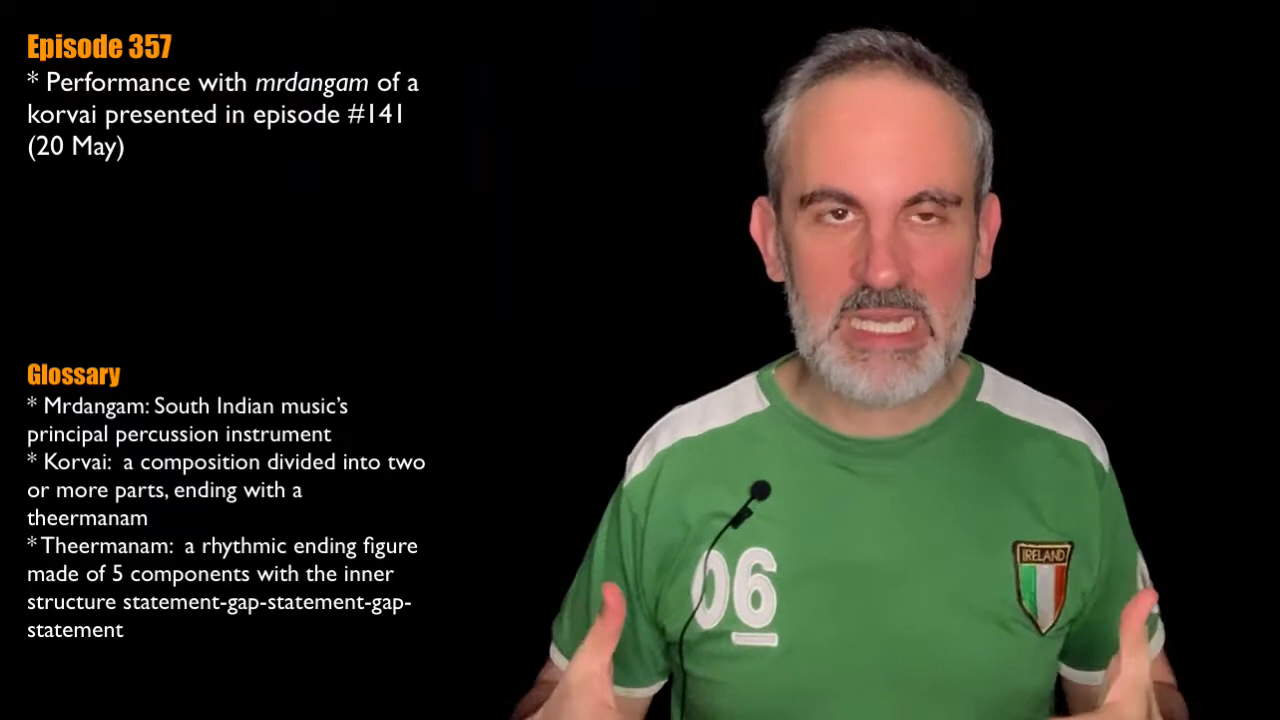 Episode 357
* Performance with mrdangam of a
korvai presented in episode #141
(20 May)
Glossary
* Mrdangam: South Indian music's
principal percussion instrument
* Korvai:  a composition divided into two
or more parts, ending with a
theermanam
* Theermanam:  a rhythmic ending figure
made of 5 components with the inner
structure statement-gap-statement-gap-
statement
06
IRELAND